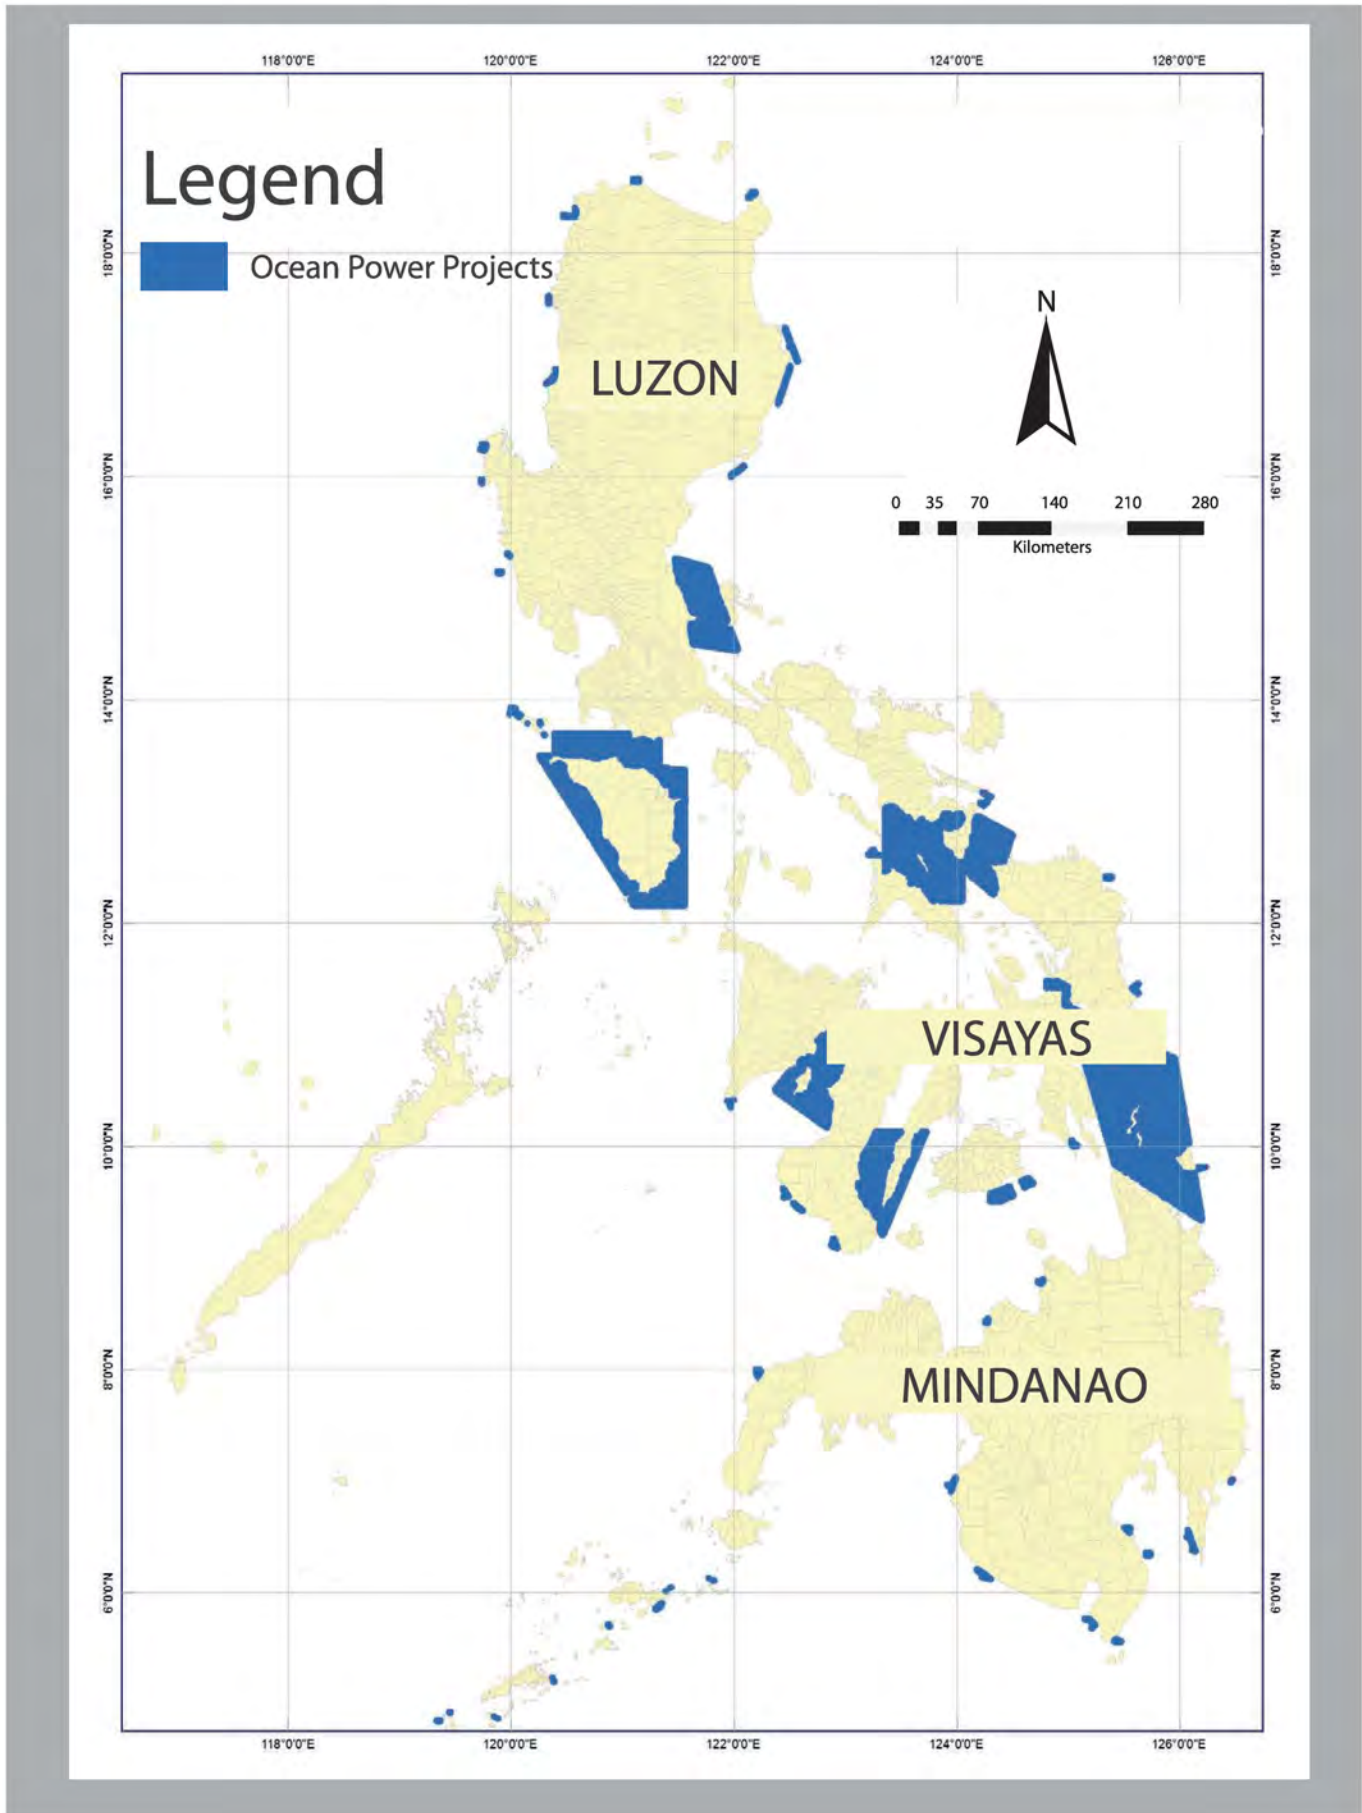 118°0'0"E 120°0'0"E 122°0'0"E 124°0'0"E 126°0'0"E
Legend
Ocean Power Projects
18°0'0"N 18°0'0"N
N
LUZON
16°0'0"N 16°0'0"N
0 35 70 140 210 280
Kilometers
14°0'0"N 14°0'0"N
12°0'0"N 12°0'0"N
VISAYAS
10°0'0"N 10°0'0"N
8°0'0"N 8°0'0"N
MINDANAO
6°0'0"N 6°0'0"N
118°0'0"E 120°0'0"E 122°0'0"E 124°0'0"E 126°0'0"E